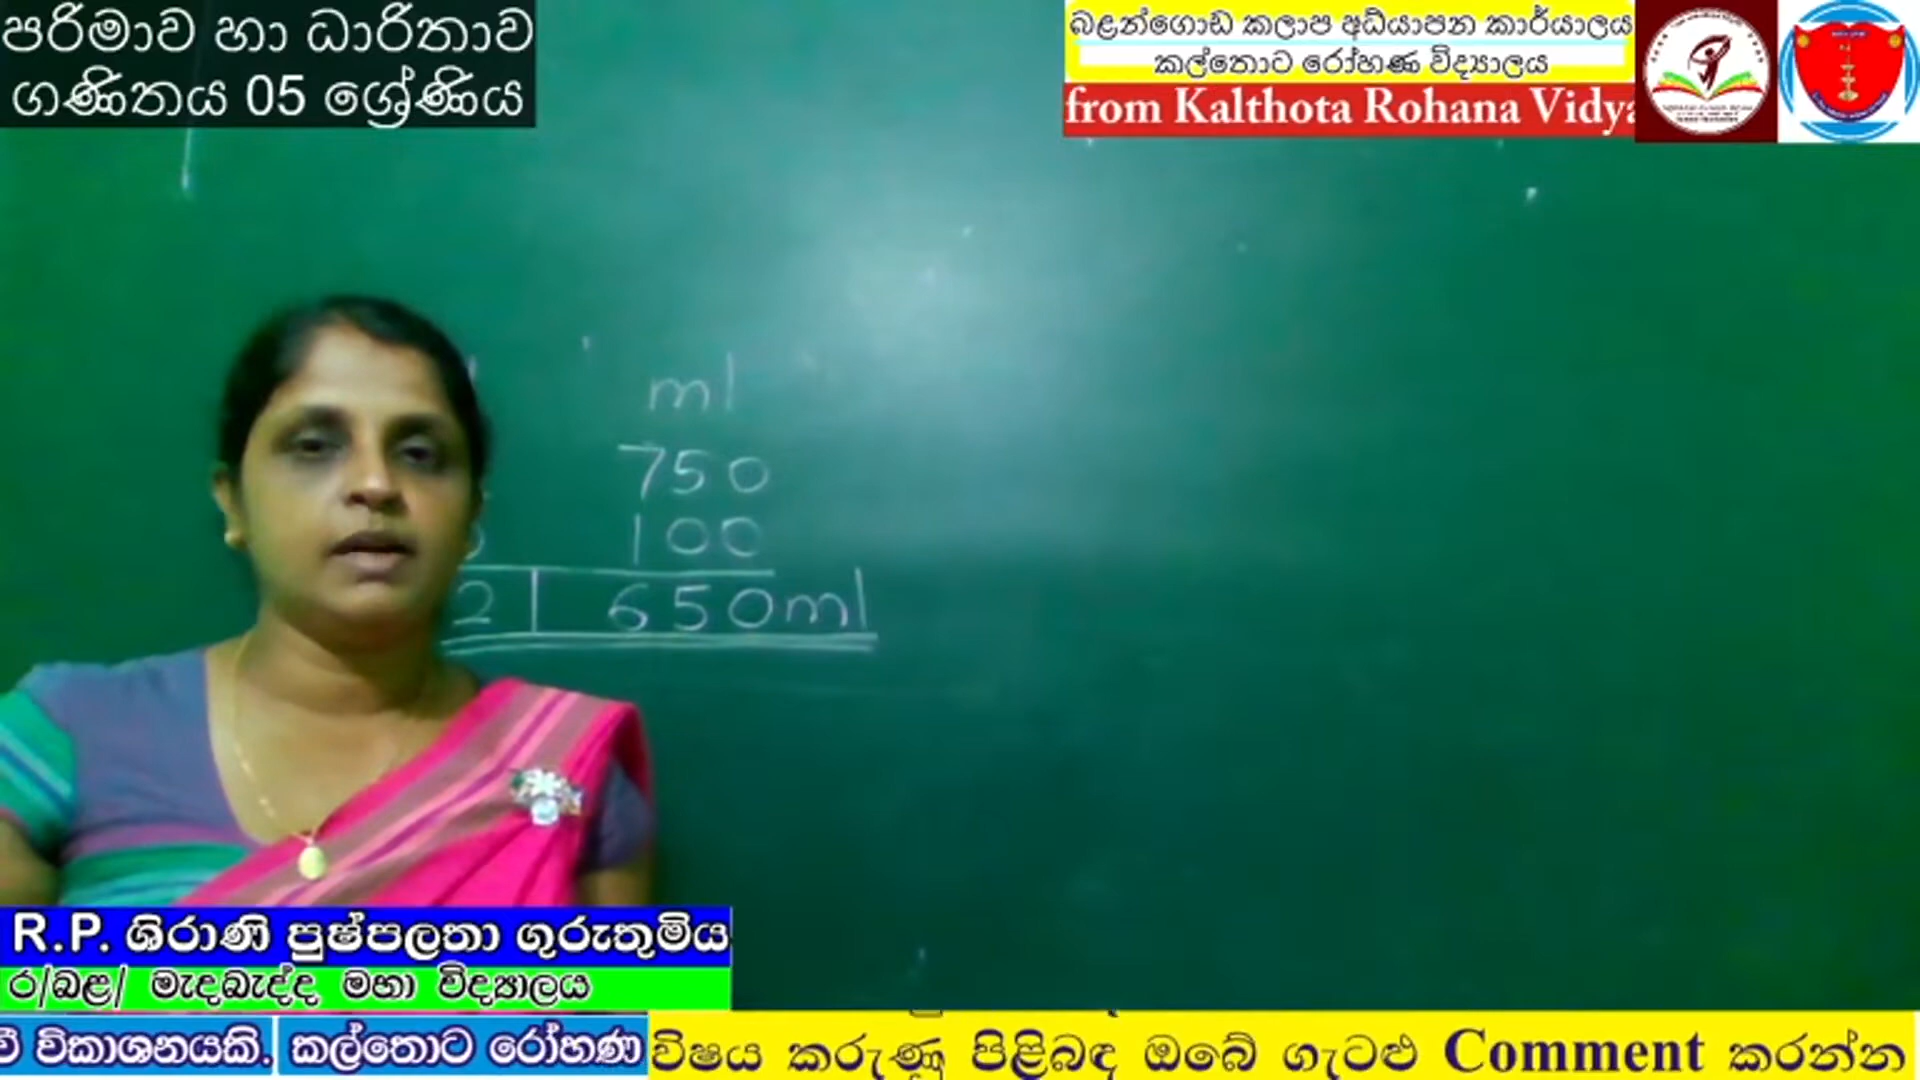 පරිමාව හා ධාරිතාව
ගණිතය 05 ශ්‍රේණිය
බළන්ගොඩ කලාප අධ්‍යාපන කාර්යාලය
කල්තොට රෝහණ විද්‍යාලය
from Kalthota Rohana Vidya
ml
750
100
2 650ml
R.P. ශිරාණි පුෂ්පලතා ගුරුතුමිය
ර/බළ/ මැදබැද්ද මහා විද්‍යාලය
විකාශනයකි. කල්තොට රෝහණ
විෂය කරුණු පිළිබඳ ඔබේ ගැටළු Comment කරන්න